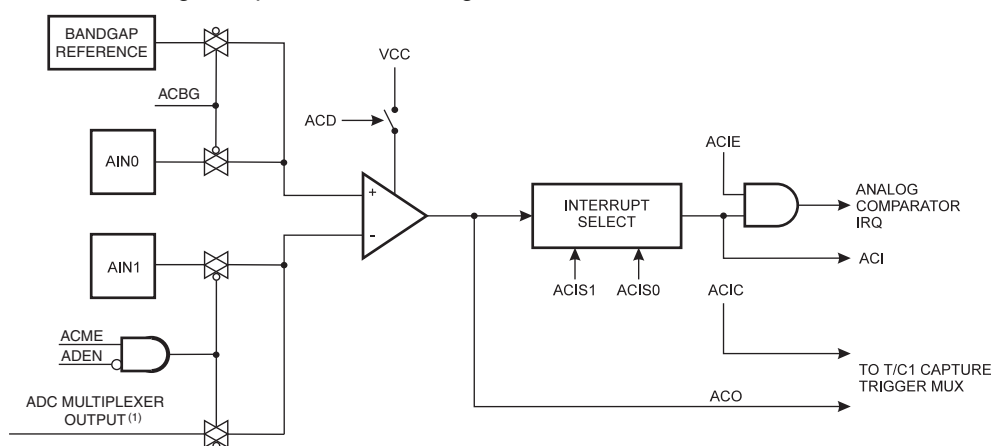 BANDGAP
REFERENCE
VCC
ACBG
ACD
ACIE
AIN0
+
-
INTERRUPT
SELECT
ANALOG
COMPARATOR
IRQ
AIN1
ACI
ACIS1
ACIS0
ACIC
ACME
ADEN
TO T/C1 CAPTURE
TRIGGER MUX
ACO
ADC MULTIPLEXER
OUTPUT (1)